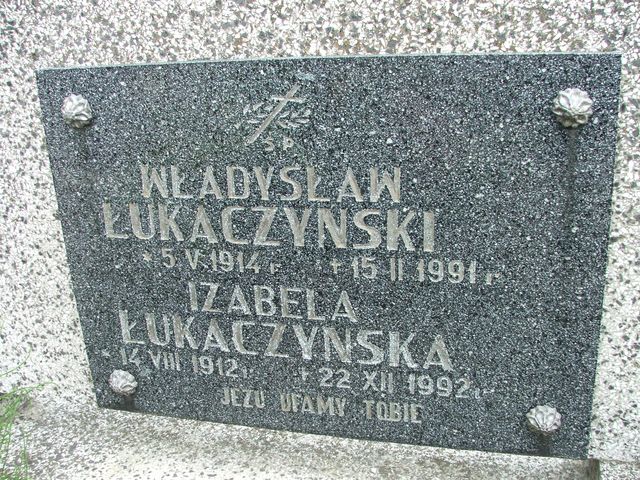 Ś.P.
WŁADYSŁAW
ŁUKACZYŃSKI
* 5.V.1914 r. † 15 II 1991 r.
IZABELA
ŁUKACZYŃSKA
* 14 VIII 1912 r. † 22 XII 1992 r.
JEZU UFAMY TOBIE